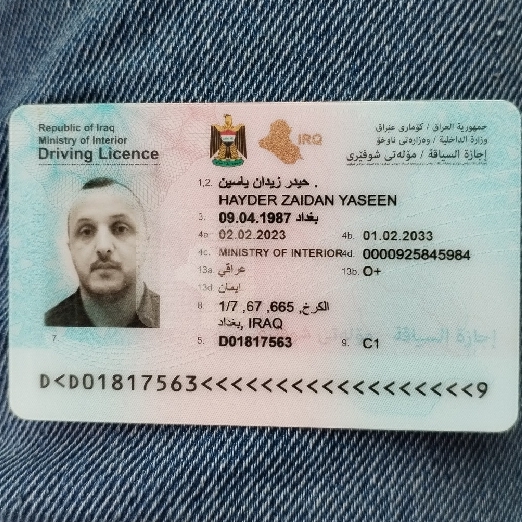 Republic of Iraq
Ministry of Interior
Driving Licence
IRQ
جمهورية العراق / كۆماری عێراق
وزارة الداخلية / وەزارەتی ناوخۆ
إجازة السياقة / مۆڵەتی شوفێری
1,2. حيدر زيدان ياسين .
HAYDER ZAIDAN YASEEN
3. 09.04.1987 بغداد
4a. 02.02.2023 4b. 01.02.2033
4c. MINISTRY OF INTERIOR 4d. 0000925845984
13a. عراقي 13b. O+
13d. ايمان
8. الكرخ, 665, 67, 1/7
بغداد, IRAQ
5. D01817563 9. C1
7.
إجازة السياقة
D<D01817563<<<<<<<<<<<<<<<<<<<9